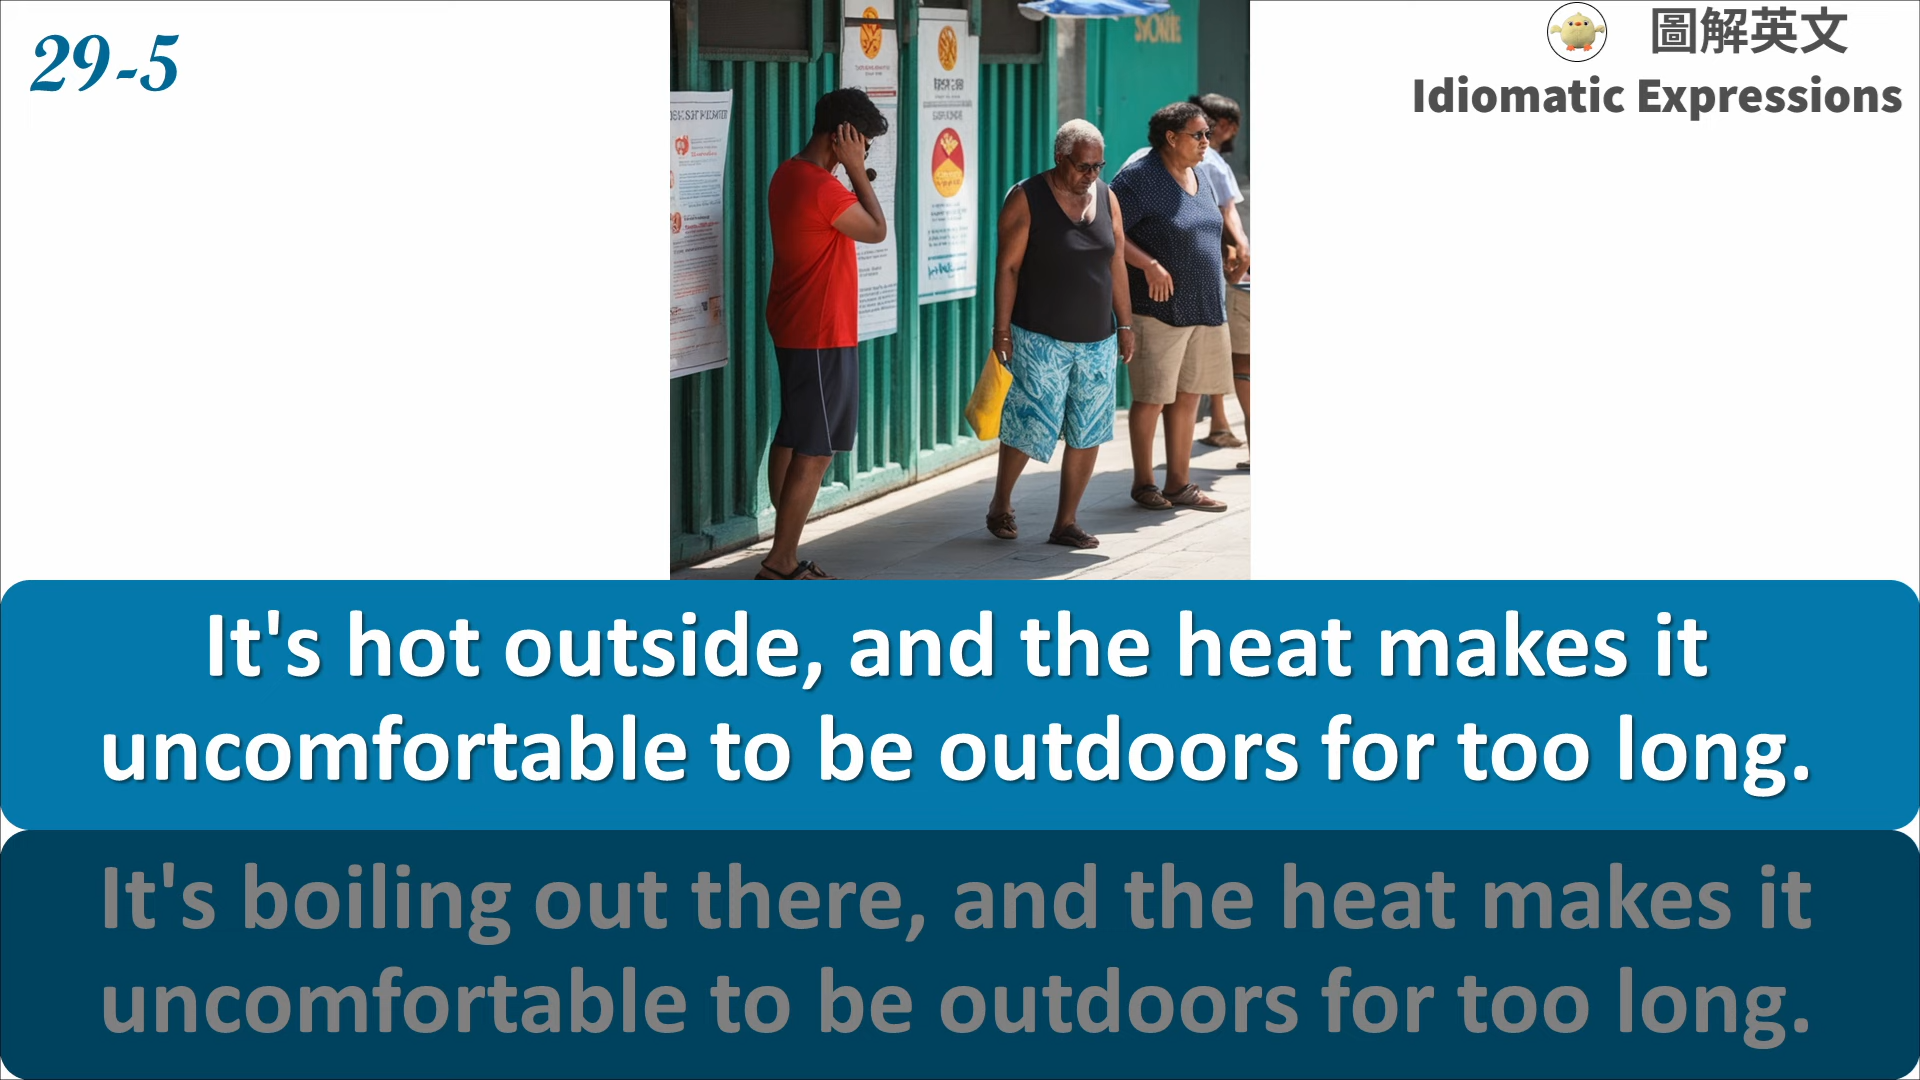 29-5
圖解英文
Idiomatic Expressions
It's hot outside, and the heat makes it
uncomfortable to be outdoors for too long.
It's boiling out there, and the heat makes it
uncomfortable to be outdoors for too long.